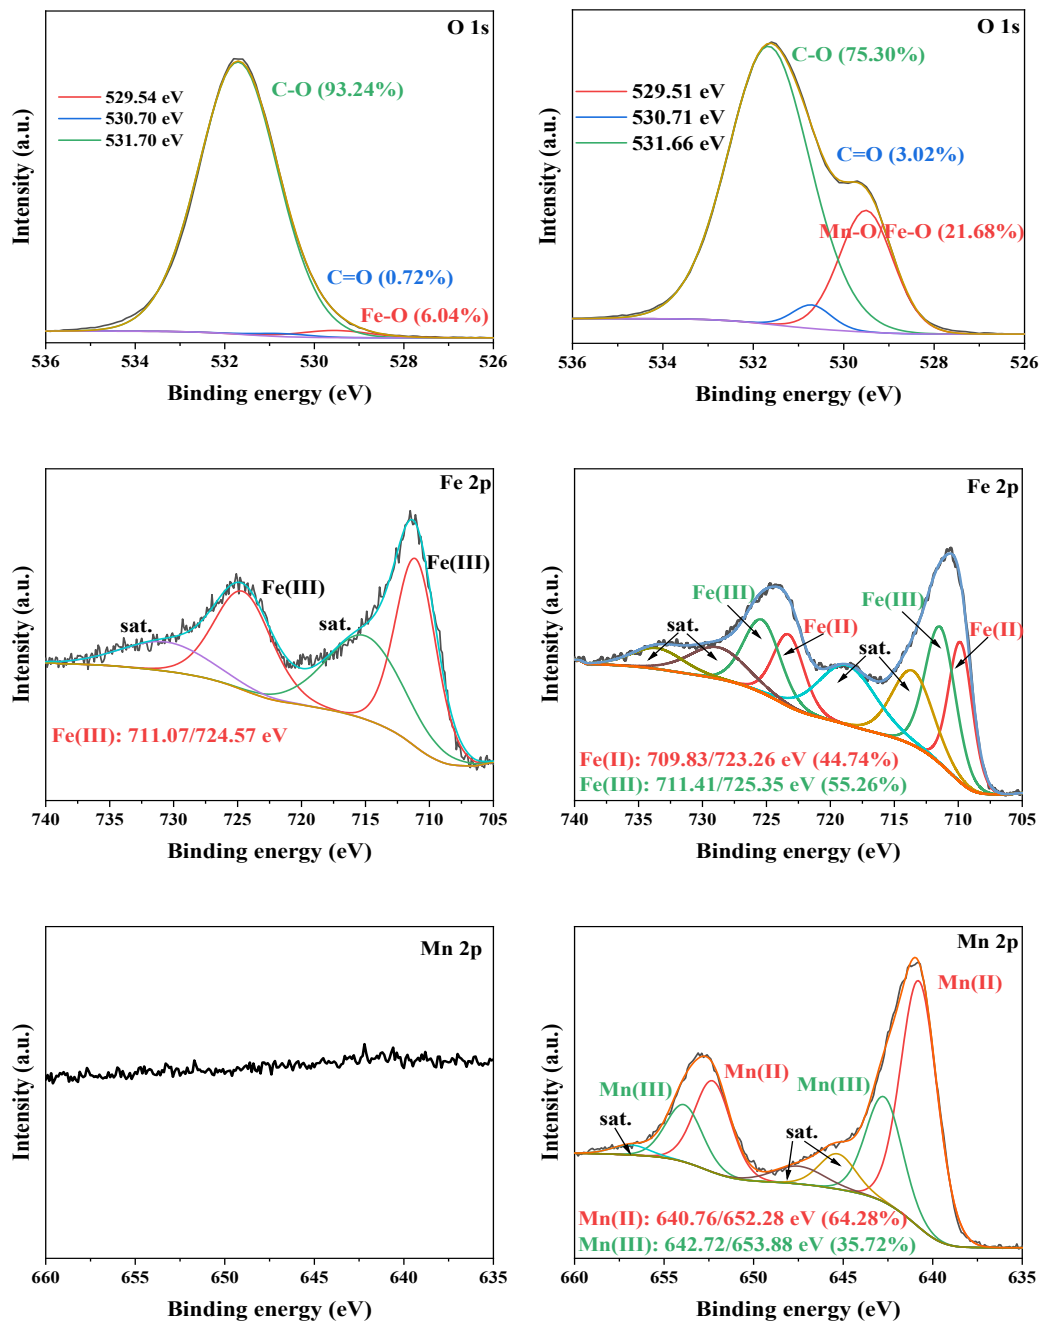 O 1s
C-O (93.24%)
529.54 eV
530.70 eV
531.70 eV
C=O (0.72%)
Fe-O (6.04%)
Intensity (a.u.)
536 534 532 530 528 526
Binding energy (eV)
O 1s
C-O (75.30%)
529.51 eV
530.71 eV
531.66 eV
C=O (3.02%)
Mn-O/Fe-O (21.68%)
Intensity (a.u.)
536 534 532 530 528 526
Binding energy (eV)
Fe 2p
Fe(III)
Fe(III)
sat.
sat.
Fe(III): 711.07/724.57 eV
Intensity (a.u.)
740 735 730 725 720 715 710 705
Binding energy (eV)
Fe 2p
Fe(III)
Fe(III)
sat.
Fe(II)
sat.
Fe(II)
Fe(II): 709.83/723.26 eV (44.74%)
Fe(III): 711.41/725.35 eV (55.26%)
Intensity (a.u.)
740 735 730 725 720 715 710 705
Binding energy (eV)
Mn 2p
Intensity (a.u.)
660 655 650 645 640 635
Binding energy (eV)
Mn 2p
Mn(II)
Mn(II)
Mn(III)
Mn(III)
sat.
sat.
Mn(II): 640.76/652.28 eV (64.28%)
Mn(III): 642.72/653.88 eV (35.72%)
Intensity (a.u.)
660 655 650 645 640 635
Binding energy (eV)